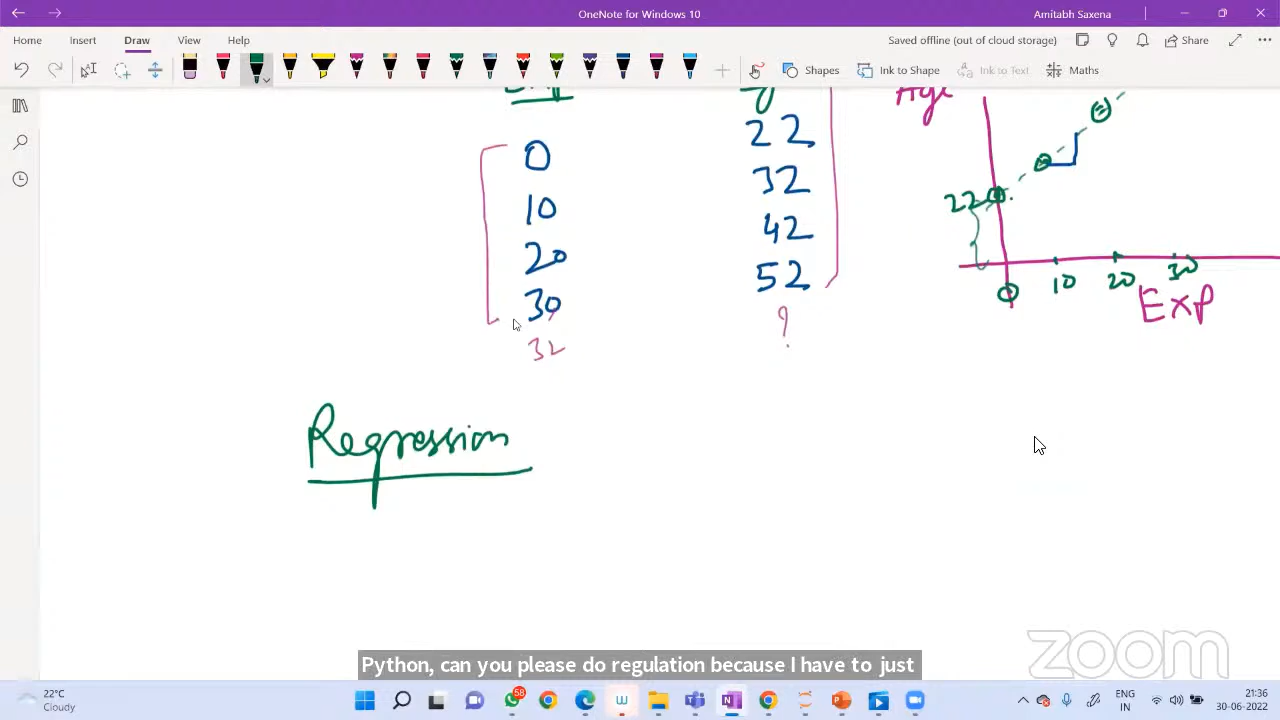 OneNote for Windows 10
Amitabh Saxena
Home Insert Draw View Help
Saved offline (out of cloud storage)
Share
Shapes
Ink to Shape
Ink to Text
Maths
Age
0 22
10 32
20 42
30 52
32 ?
22
0 10 20 30
Exp
Regression
zoom
Python, can you please do regulation because I have to just
22°C
58
ENG
IN
21:36
30-06-2022